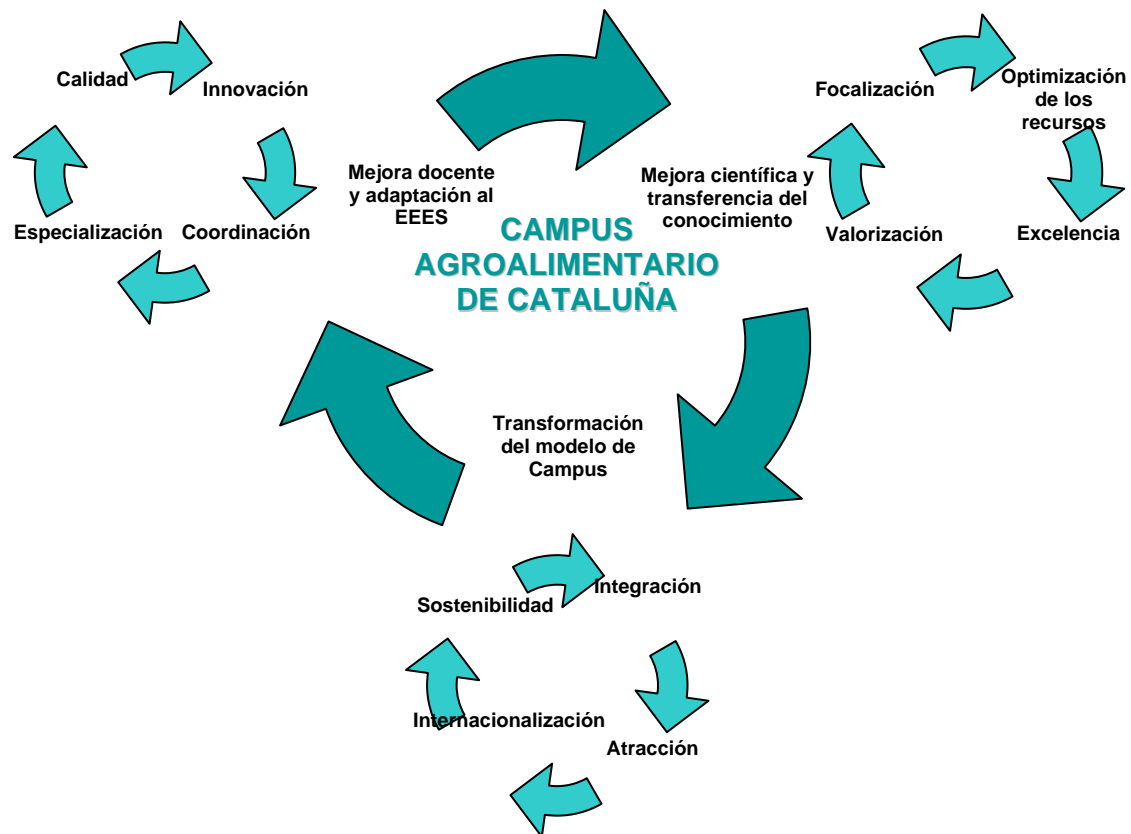 Calidad
Innovación
Especialización
Coordinación
Mejora docente
y adaptación al
EEES
Mejora científica y
transferencia del
conocimiento
Focalización
Optimización
de los
recursos
Valorización
Excelencia
CAMPUS
AGROALIMENTARIO
DE CATALUÑA
Transformación
del modelo de
Campus
Sostenibilidad
Integración
Internacionalización
Atracción